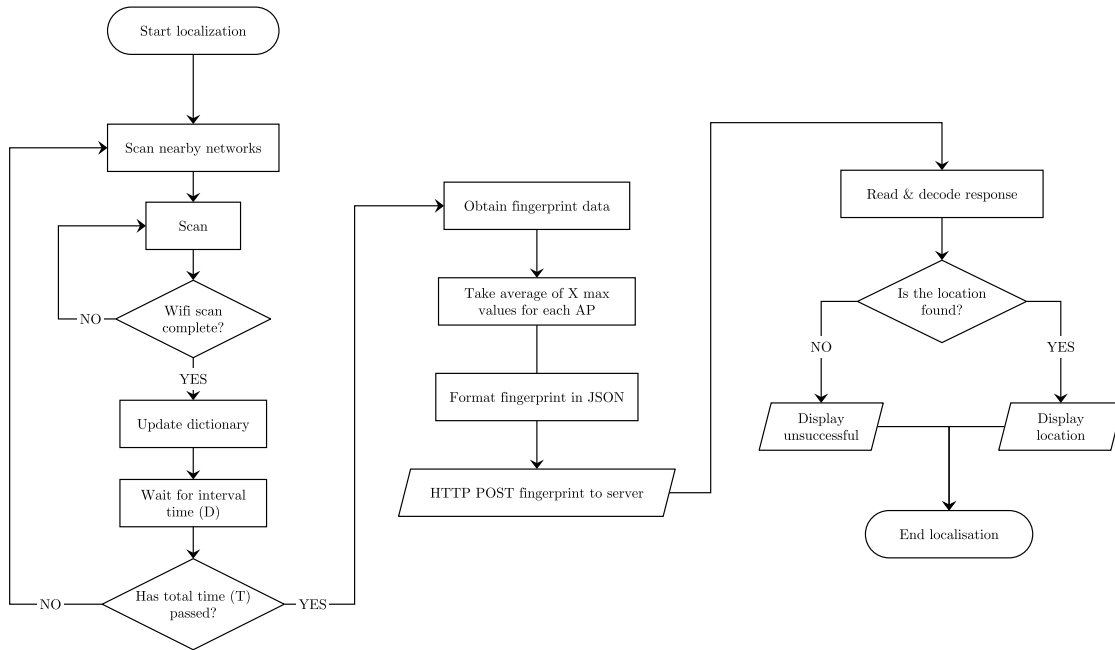 Start localization
Scan nearby networks
Scan
Wifi scan
complete?
NO
YES
Update dictionary
Wait for interval
time (D)
Has total time (T)
passed?
NO
YES
Obtain fingerprint data
Take average of X max
values for each AP
Format fingerprint in JSON
HTTP POST fingerprint to server
Read & decode response
Is the location
found?
NO
YES
Display
unsuccessful
Display
location
End localisation